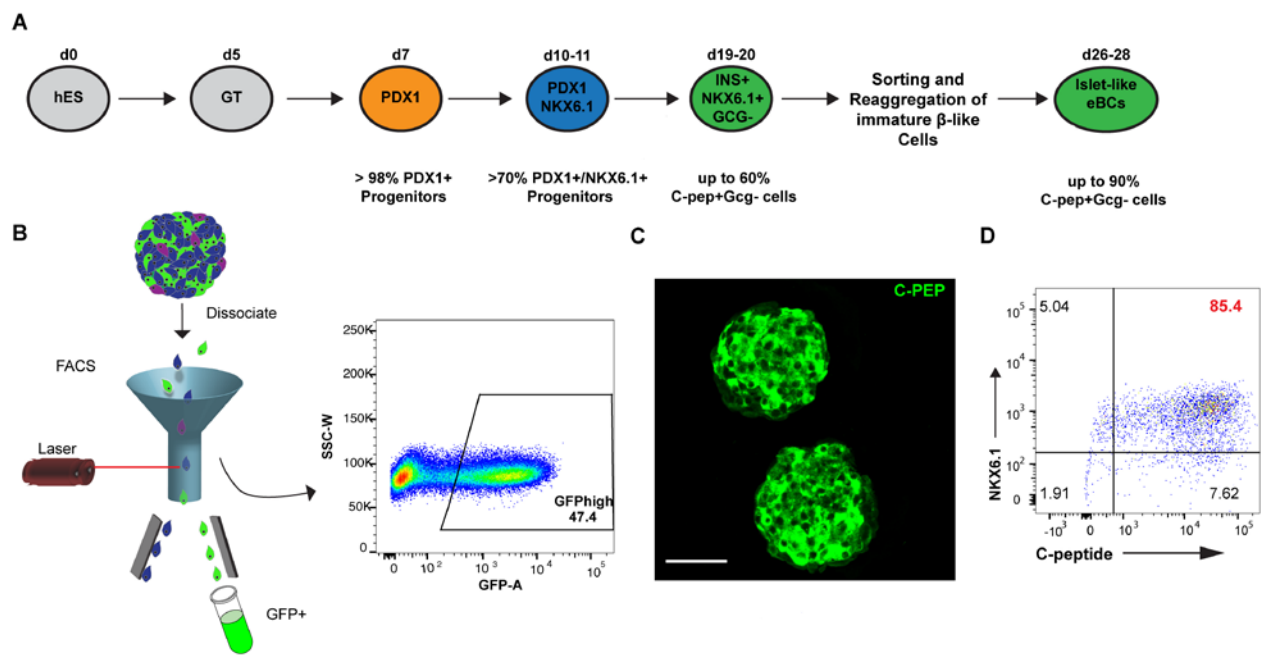 A
d0
d5
d7
d10-11
d19-20
d26-28
hES
GT
PDX1
PDX1
NKX6.1
INS+
NKX6.1+
GCG-
Sorting and
Reaggregation of
immature β-like
Cells
Islet-like
eBCs
> 98% PDX1+
Progenitors
>70% PDX1+/NKX6.1+
Progenitors
up to 60%
C-pep+Gcg- cells
up to 90%
C-pep+Gcg- cells
B
Dissociate
FACS
Laser
GFP+
250K
200K
150K
100K
50K
0
SSC-W
GFPhigh
47.4
0 10² 10³ 10⁴ 10⁵
GFP-A
C
C-PEP
D
5.04
85.4
1.91
7.62
10⁵
10⁴
10³
10²
0
NKX6.1
-10³ 0 10³ 10⁴ 10⁵
C-peptide